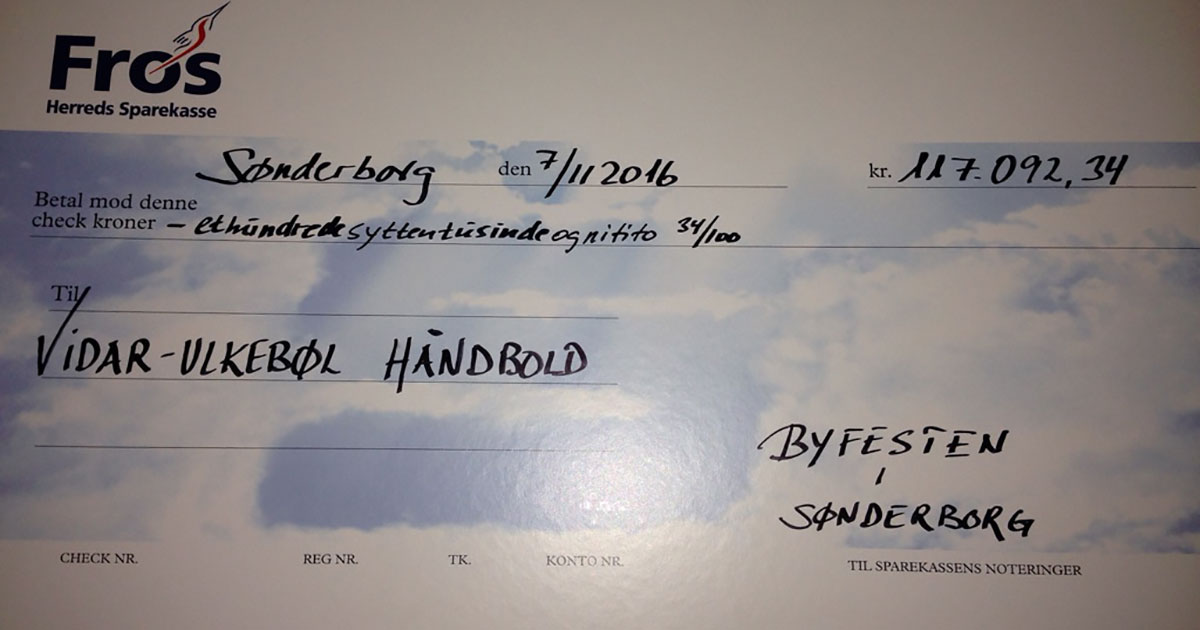 Frøs
Herreds Sparekasse
Sønderborg den 7/11 2016 kr. 117.092,34
Betal mod denne
check kroner - ethundredesyttentusindeognitito 34/100
Til
VIDAR-ULKEBØL HÅNDBOLD
BYFESTEN
I
SØNDERBORG
CHECK NR. REG NR. TK. KONTO NR. TIL SPAREKASSENS NOTERINGER